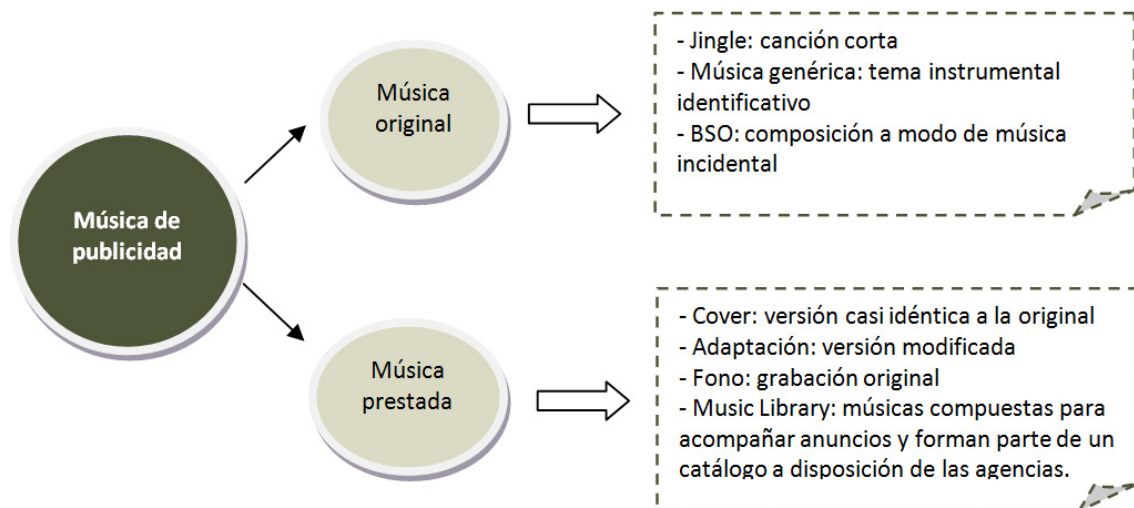 Música de
publicidad
Música
original
- Jingle: canción corta
- Música genérica: tema instrumental
identificativo
- BSO: composición a modo de música
incidental
Música
prestada
- Cover: versión casi idéntica a la original
- Adaptación: versión modificada
- Fono: grabación original
- Music Library: músicas compuestas para
acompañar anuncios y forman parte de un
catálogo a disposición de las agencias.